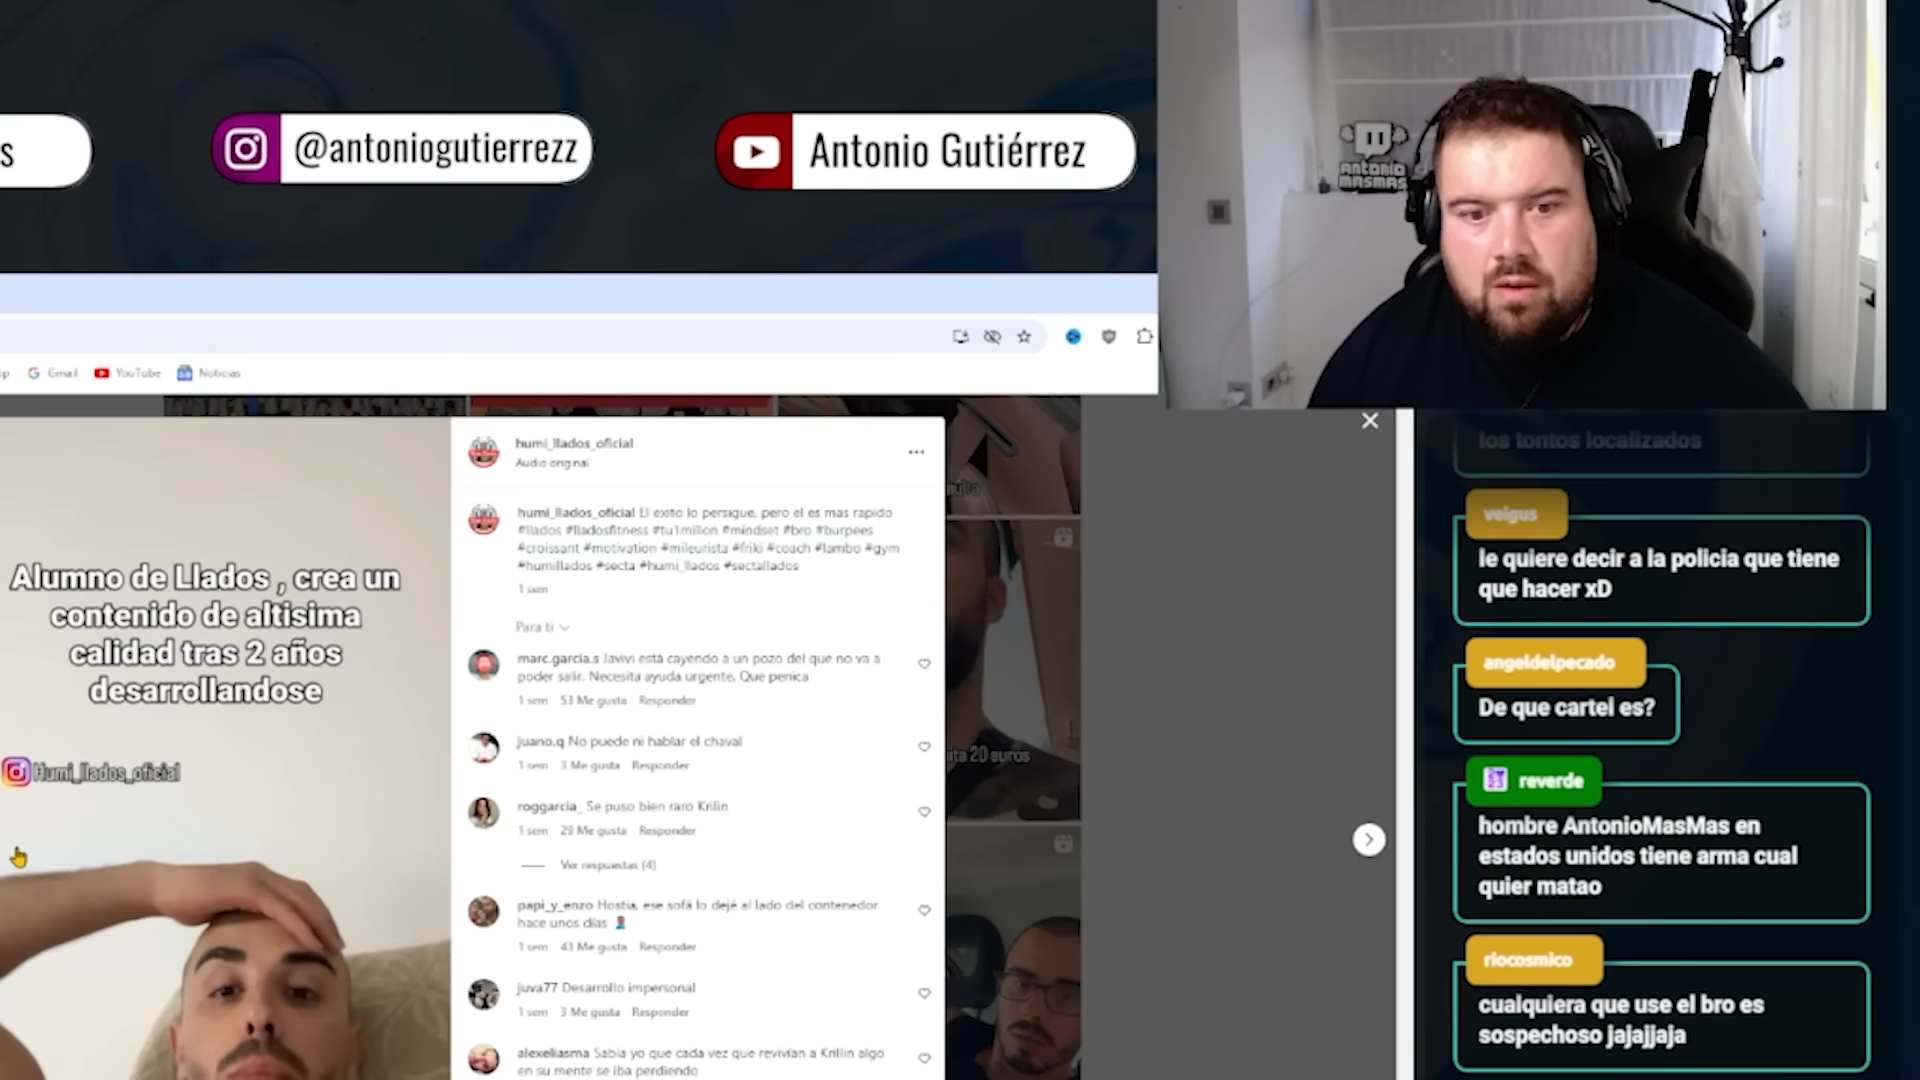 s
@antoniogutierrezz
Antonio Gutiérrez
ANTONIO
MASMAS
Gmail
YouTube
Noticias
Alumno de Llados , crea un
contenido de altisima
calidad tras 2 años
desarrollandose
Humi_llados_oficial
humi_llados_oficial
Audio original
humi_llados_oficial El exito lo persigue, pero el es mas rapido
#llados #lladosfitness #tu1millon #mindset #bro #burpees
#croissant #motivation #mileurista #friki #coach #lambo #gym
#humillados #secta #humi_llados #sectallados
1 sem
Para ti
marc.garcia.s Javivi está cayendo a un pozo del que no va a
poder salir. Necesita ayuda urgente. Que penica
1 sem 53 Me gusta Responder
juano.q No puede ni hablar el chaval
1 sem 3 Me gusta Responder
roggarcia_ Se puso bien raro Krilin
1 sem 29 Me gusta Responder
Ver respuestas (4)
papi_y_enzo Hostia, ese sofá lo dejé al lado del contenedor
hace unos días
1 sem 43 Me gusta Responder
juva77 Desarrollo impersonal
1 sem 3 Me gusta Responder
alexeliasma Sabía yo que cada vez que revivían a Krillin algo
en su mente se iba perdiendo
20 euros
los tontos localizados
veigus
le quiere decir a la policia que tiene
que hacer xD
angeldelpecado
De que cartel es?
reverde
hombre AntonioMasMas en
estados unidos tiene arma cual
quier matao
riocosmico
cualquiera que use el bro es
sospechoso jajajjaja